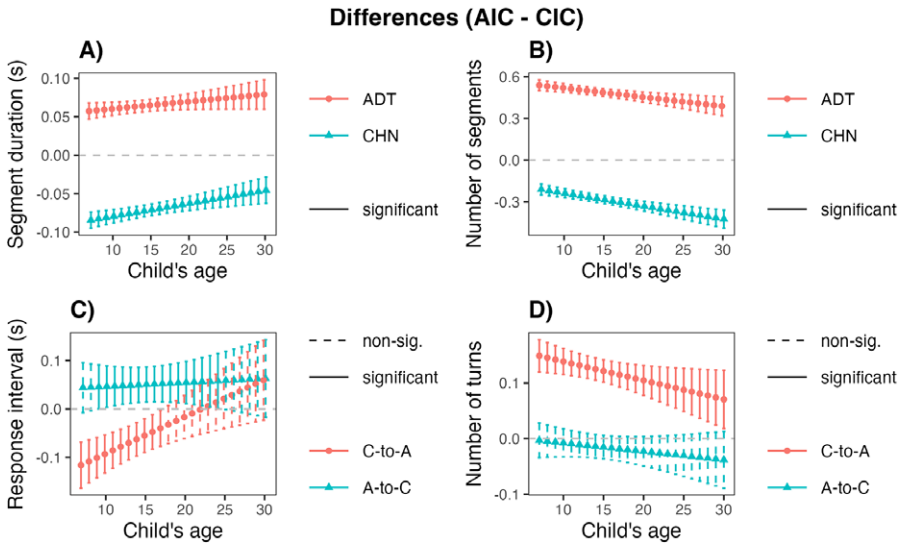 Differences (AIC - CIC)
A)
Segment duration (s)
0.10
0.05
0.00
-0.05
-0.10
10 15 20 25 30
Child's age
ADT
CHN
significant
B)
Number of segments
0.6
0.3
0.0
-0.3
10 15 20 25 30
Child's age
ADT
CHN
significant
C)
Response interval (s)
0.1
0.0
-0.1
10 15 20 25 30
Child's age
non-sig.
significant
C-to-A
A-to-C
D)
Number of turns
0.1
0.0
-0.1
10 15 20 25 30
Child's age
non-sig.
significant
C-to-A
A-to-C